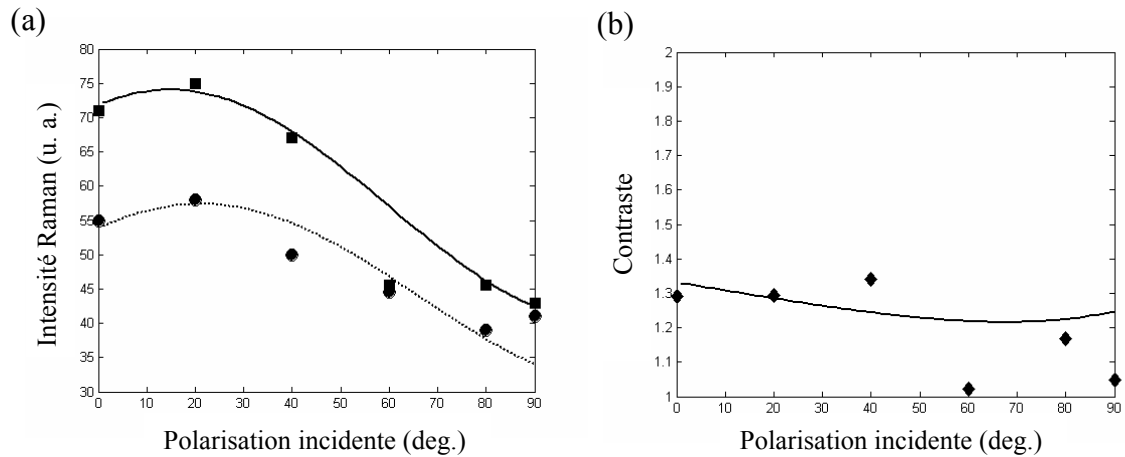 (a)
Intensité Raman (u. a.)
80
75
70
65
60
55
50
45
40
35
30
0 10 20 30 40 50 60 70 80 90
Polarisation incidente (deg.)
(b)
Contraste
2
1.9
1.8
1.7
1.6
1.5
1.4
1.3
1.2
1.1
1
0 10 20 30 40 50 60 70 80 90
Polarisation incidente (deg.)